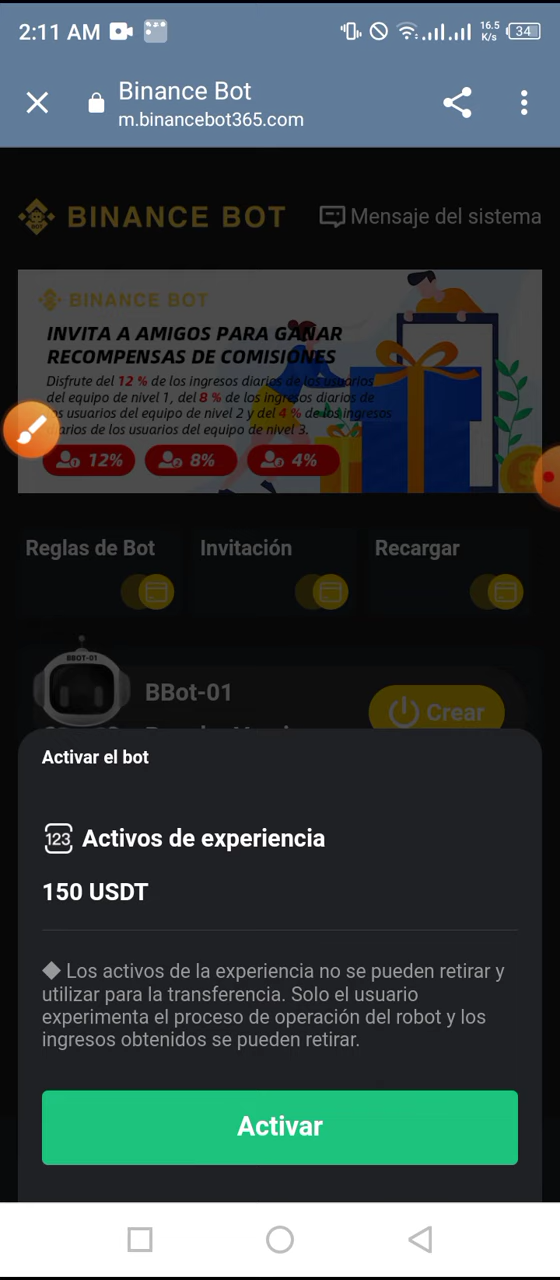 2:11 AM
16.5
K/s
34
Binance Bot
m.binancebot365.com
BINANCE BOT
Mensaje del sistema
BINANCE BOT
INVITA A AMIGOS PARA GANAR
RECOMPENSAS DE COMISIONES
Disfrute del 12 % de los ingresos diarios de los usuarios
del equipo de nivel 1, del 8 % de los ingresos diarios de
los usuarios del equipo de nivel 2 y del 4 % de los ingresos
diarios de los usuarios del equipo de nivel 3.
12% 8% 4%
Reglas de Bot
Invitación
Recargar
BBOT-01
BBot-01
Crear
Activar el bot
123 Activos de experiencia
150 USDT
Los activos de la experiencia no se pueden retirar y
utilizar para la transferencia. Solo el usuario
experimenta el proceso de operación del robot y los
ingresos obtenidos se pueden retirar.
Activar